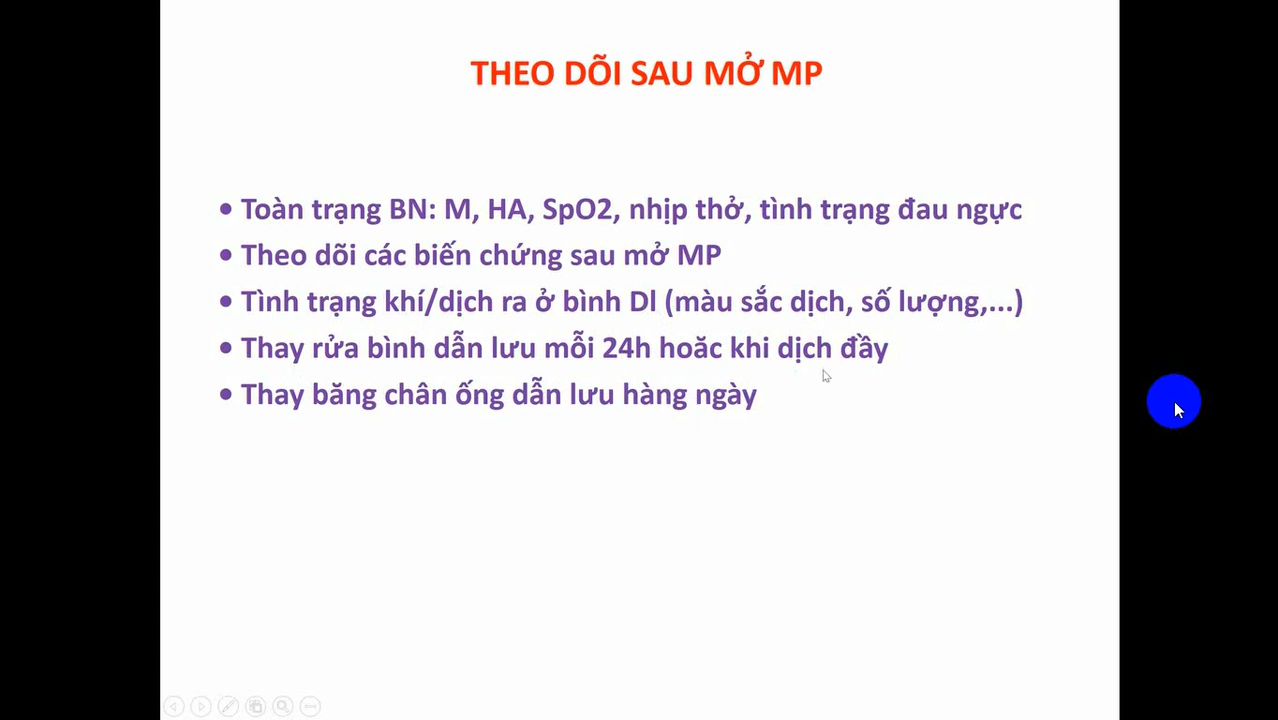 THEO DÕI SAU MỞ MP
• Toàn trạng BN: M, HA, SpO2, nhịp thở, tình trạng đau ngực
• Theo dõi các biến chứng sau mở MP
• Tình trạng khí/dịch ra ở bình Dl (màu sắc dịch, số lượng,...)
• Thay rửa bình dẫn lưu mỗi 24h hoăc khi dịch đầy
• Thay băng chân ống dẫn lưu hàng ngày